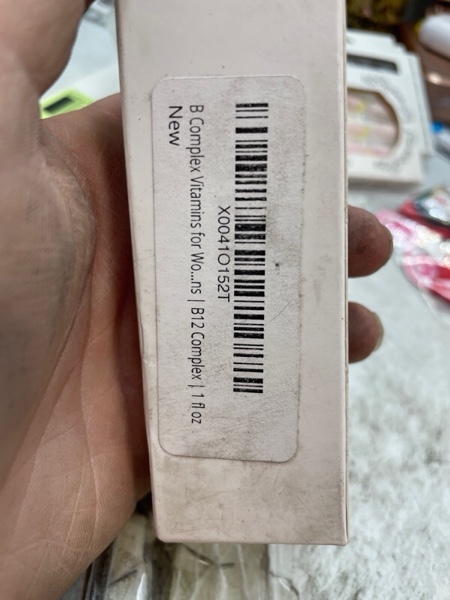 X0041O152T
B Complex Vitamins for Wo...ns | B12 Complex | 1 fl oz
New